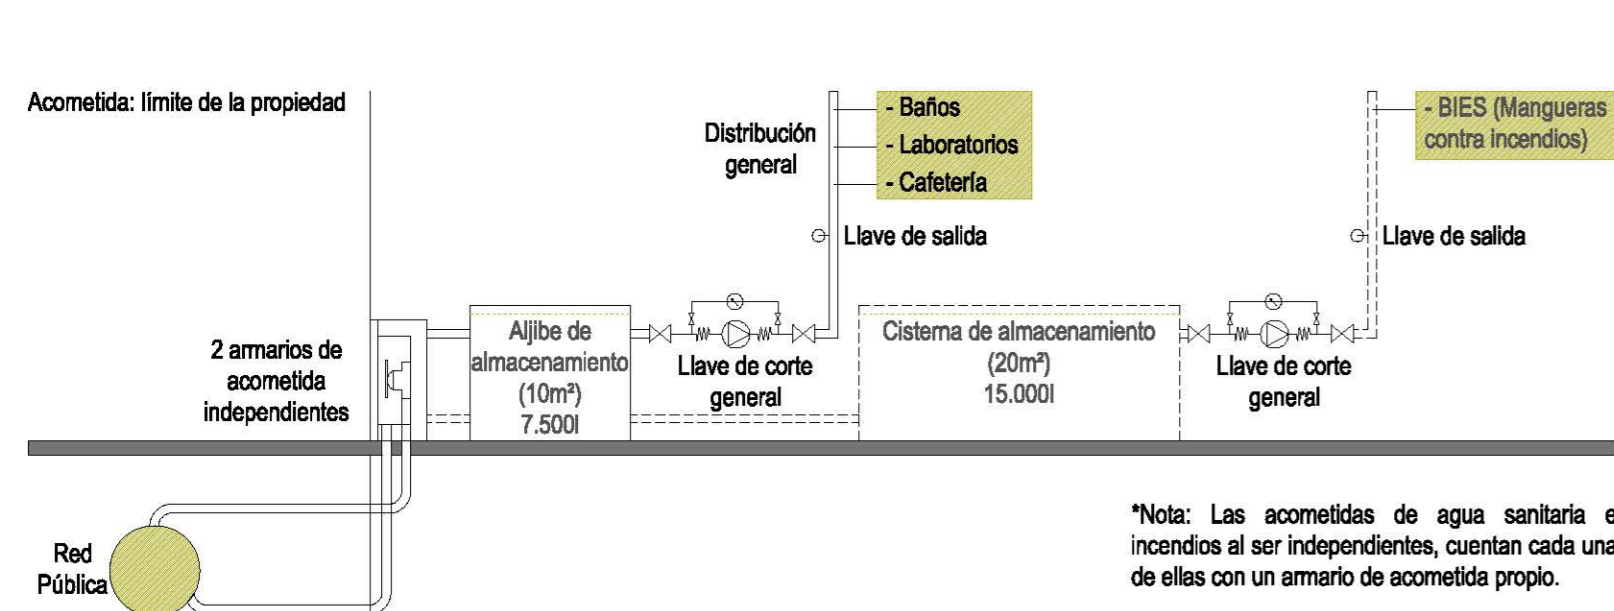 Acometida: límite de la propiedad
Distribución
general
- Baños
- Laboratorios
- Cafetería
- BIES (Mangueras
contra incendios)
Llave de salida
Llave de salida
2 armarios de
acometida
independientes
Aljibe de
almacenamiento
(10m²)
7.500l
Llave de corte
general
Cisterna de almacenamiento
(20m²)
15.000l
Llave de corte
general
Red
Pública
*Nota: Las acometidas de agua sanitaria e
incendios al ser independientes, cuentan cada una
de ellas con un armario de acometida propio.